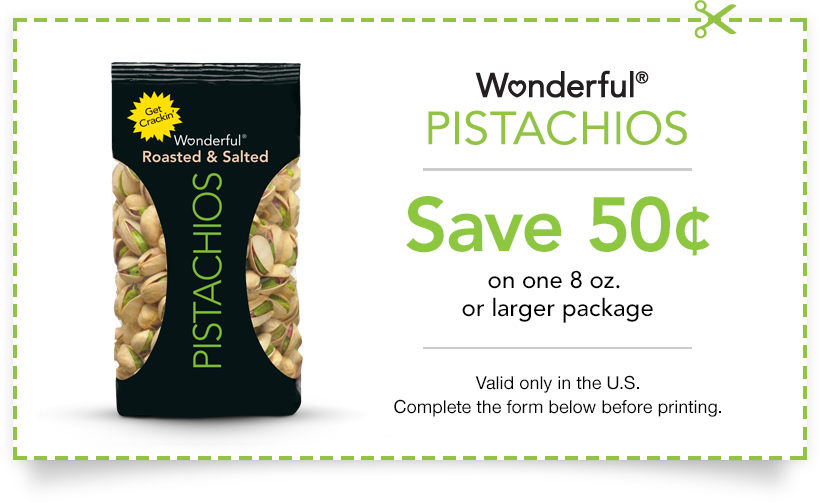 Get
Crackin'
Wonderful®
Roasted & Salted
PISTACHIOS
Wonderful®
PISTACHIOS
Save 50¢
on one 8 oz.
or larger package
Valid only in the U.S.
Complete the form below before printing.